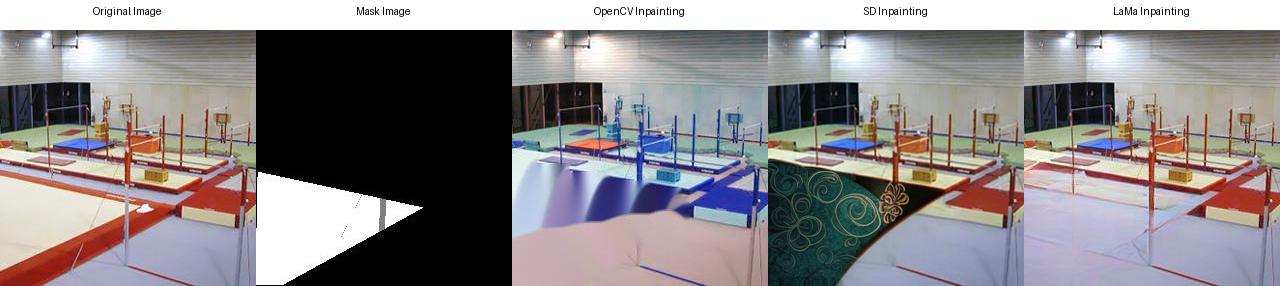 Original Image
Mask Image
OpenCV Inpainting
SD Inpainting
LaMa Inpainting